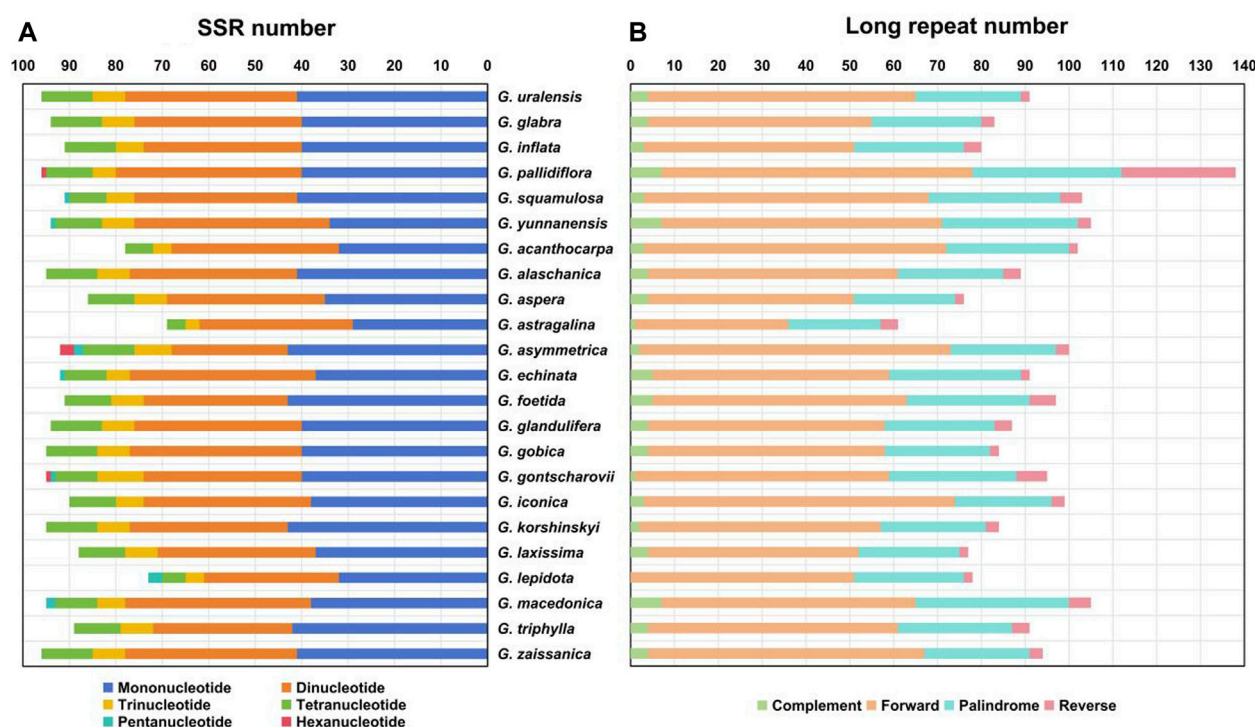 A
SSR number
B
Long repeat number
100 90 80 70 60 50 40 30 20 10 0
0 10 20 30 40 50 60 70 80 90 100 110 120 130 140
G. uralensis
G. glabra
G. inflata
G. pallidiflora
G. squamulosa
G. yunnanensis
G. acanthocarpa
G. alaschanica
G. aspera
G. astragalina
G. asymmetrica
G. echinata
G. foetida
G. glandulifera
G. gobica
G. gontscharovii
G. iconica
G. korshinskyi
G. laxissima
G. lepidota
G. macedonica
G. triphylla
G. zaissanica
Mononucleotide Dinucleotide
Trinucleotide Tetranucleotide
Pentanucleotide Hexanucleotide
Complement Forward Palindrome Reverse